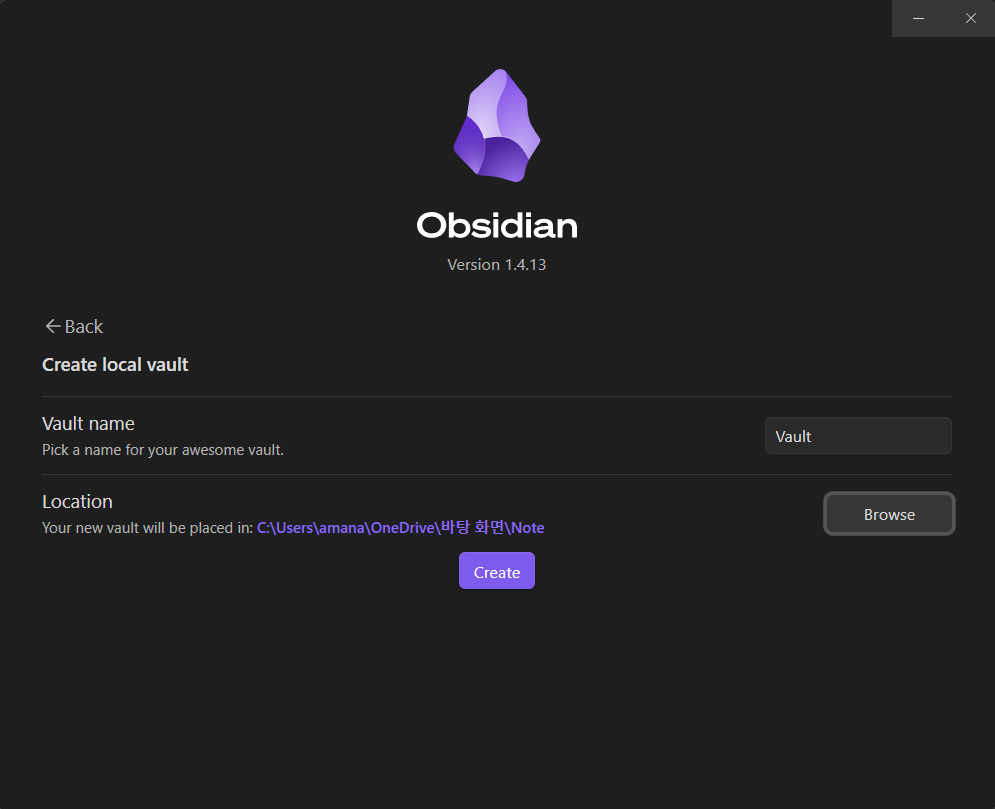 Obsidian
Version 1.4.13
Back
Create local vault
Vault name
Pick a name for your awesome vault.
Vault
Location
Your new vault will be placed in: C:\Users\amana\OneDrive\바탕 화면\Note
Browse
Create